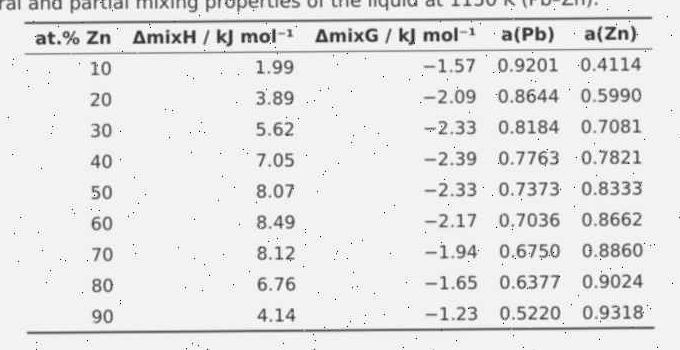 and partial mixing properties of the liquid at 1150 K (Pb–Zn).
at.% Zn ΔmixH / kJ mol⁻¹ ΔmixG / kJ mol⁻¹ a(Pb) a(Zn)
10 1.99 −1.57 0.9201 0.4114
20 3.89 −2.09 0.8644 0.5990
30 5.62 −2.33 0.8184 0.7081
40 7.05 −2.39 0.7763 0.7821
50 8.07 −2.33 0.7373 0.8333
60 8.49 −2.17 0.7036 0.8662
70 8.12 −1.94 0.6750 0.8860
80 6.76 −1.65 0.6377 0.9024
90 4.14 −1.23 0.5220 0.9318